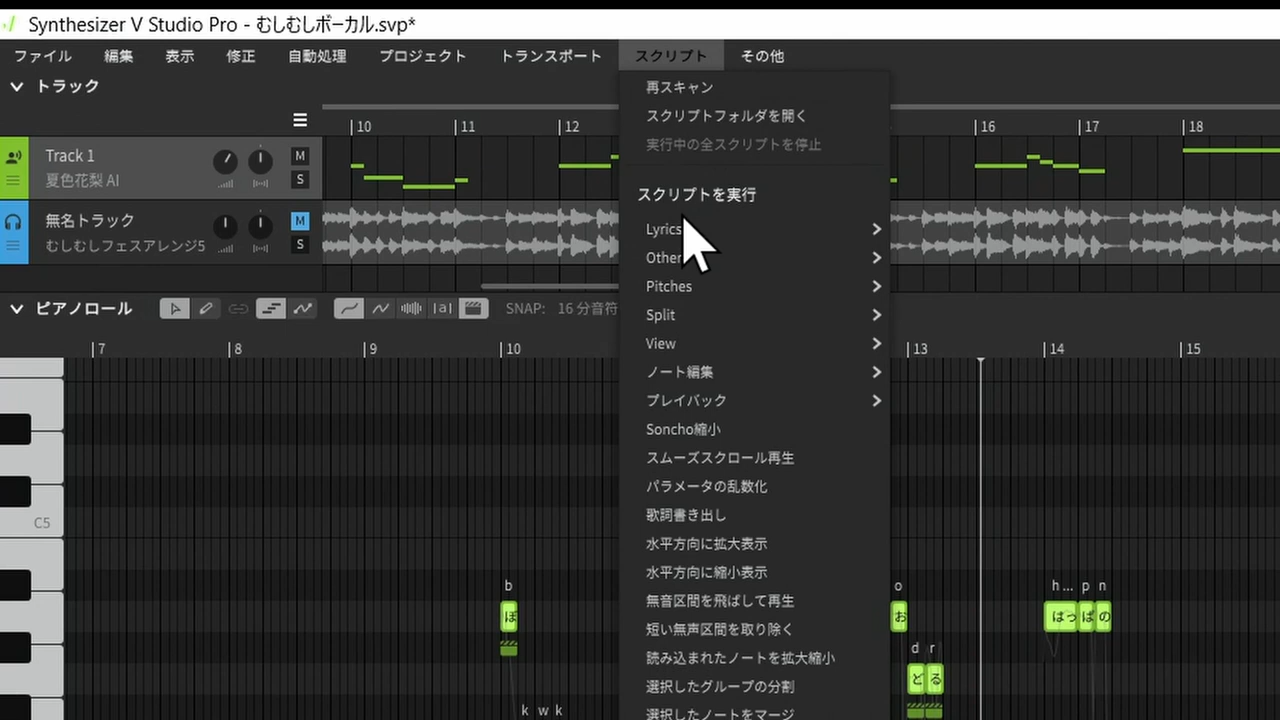 Synthesizer V Studio Pro - むしむしボーカル.svp*
ファイル 編集 表示 修正 自動処理 プロジェクト トランスポート スクリプト その他
トラック
再スキャン
スクリプトフォルダを開く
実行中の全スクリプトを停止
10 11 12 16 17 18
Track 1 M
夏色花梨 AI S
無名トラック M
むしむしフェスアレンジ5 S
スクリプトを実行
Lyrics
Other
Pitches
Split
View
ノート編集
プレイバック
Soncho縮小
スムーズスクロール再生
パラメータの乱数化
歌詞書き出し
水平方向に拡大表示
水平方向に縮小表示
無音区間を飛ばして再生
短い無声区間を取り除く
読み込まれたノートを拡大縮小
選択したグループの分割
選択したノートをマージ
ピアノロール |a| SNAP: 16 分音符
7 8 9 10 13 14 15
C5
b o h... p n
ぼ お はっ ぱ の
d r
ど る
k w k